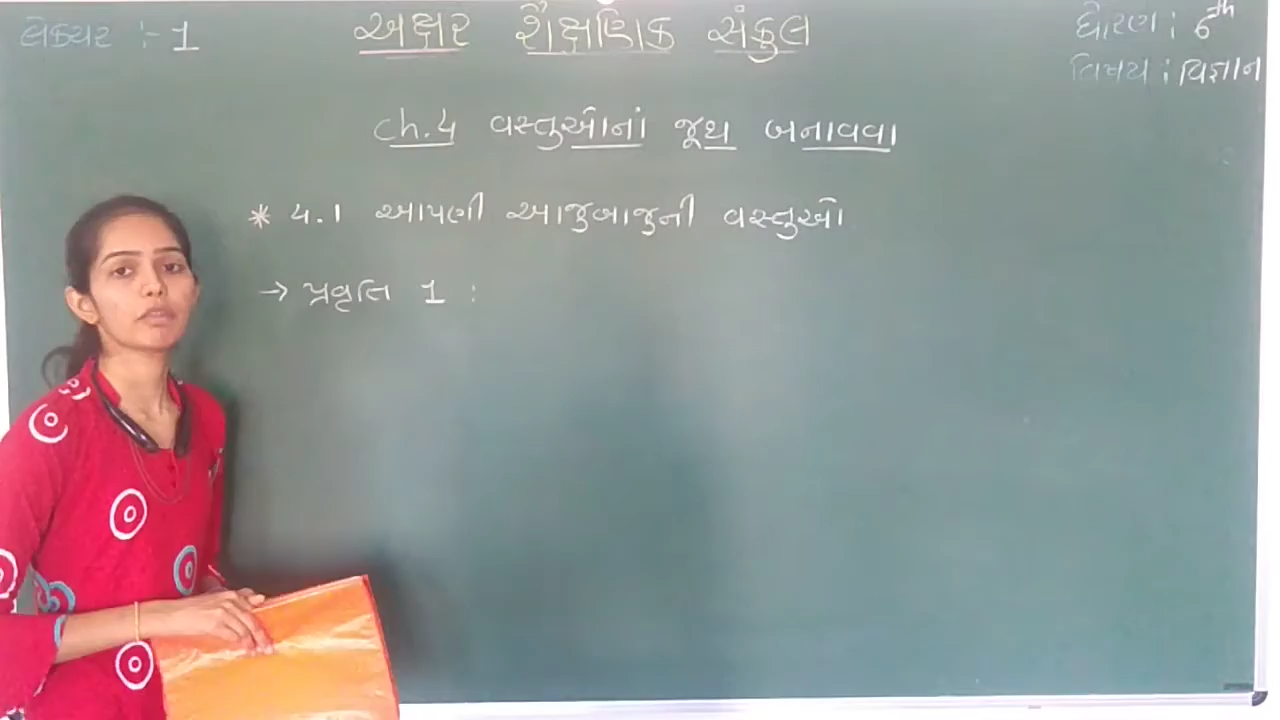 લેક્ચર :- 1
અક્ષર શૈક્ષણિક સંકુલ
ધોરણ : 6th
વિષય : વિજ્ઞાન
ch.4 વસ્તુઓનાં જૂથ બનાવવા
* 4.1 આપણી આજુબાજુની વસ્તુઓ
→ પ્રવૃતિ 1 :